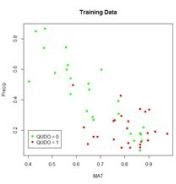 Training Data
Precip
0.8
0.6
0.4
0.2
QUDO = 0
QUDO = 1
0.4
0.5
0.6
0.7
0.8
0.9
MAT